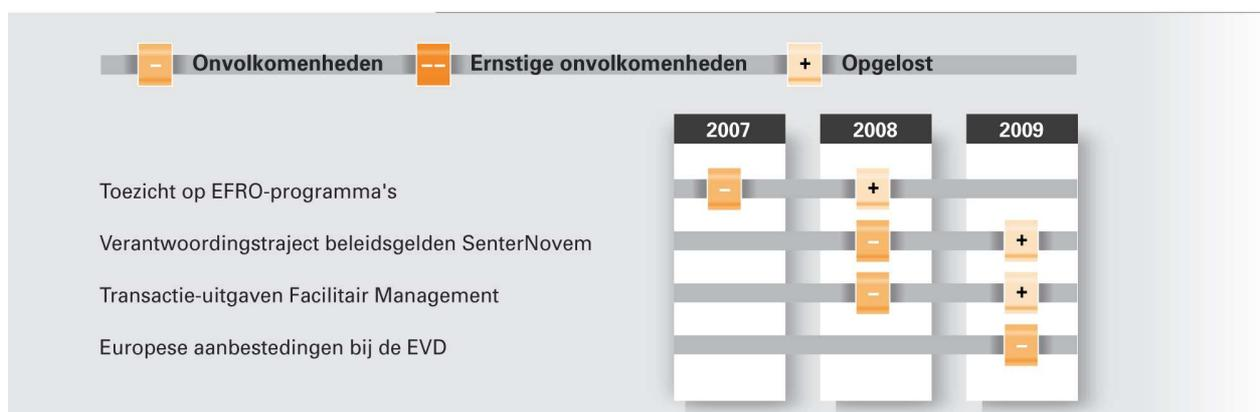 – Onvolkomenheden – – Ernstige onvolkomenheden + Opgelost
2007 2008 2009
Toezicht op EFRO-programma's – +
Verantwoordingstraject beleidsgelden SenterNovem – +
Transactie-uitgaven Facilitair Management – +
Europese aanbestedingen bij de EVD –